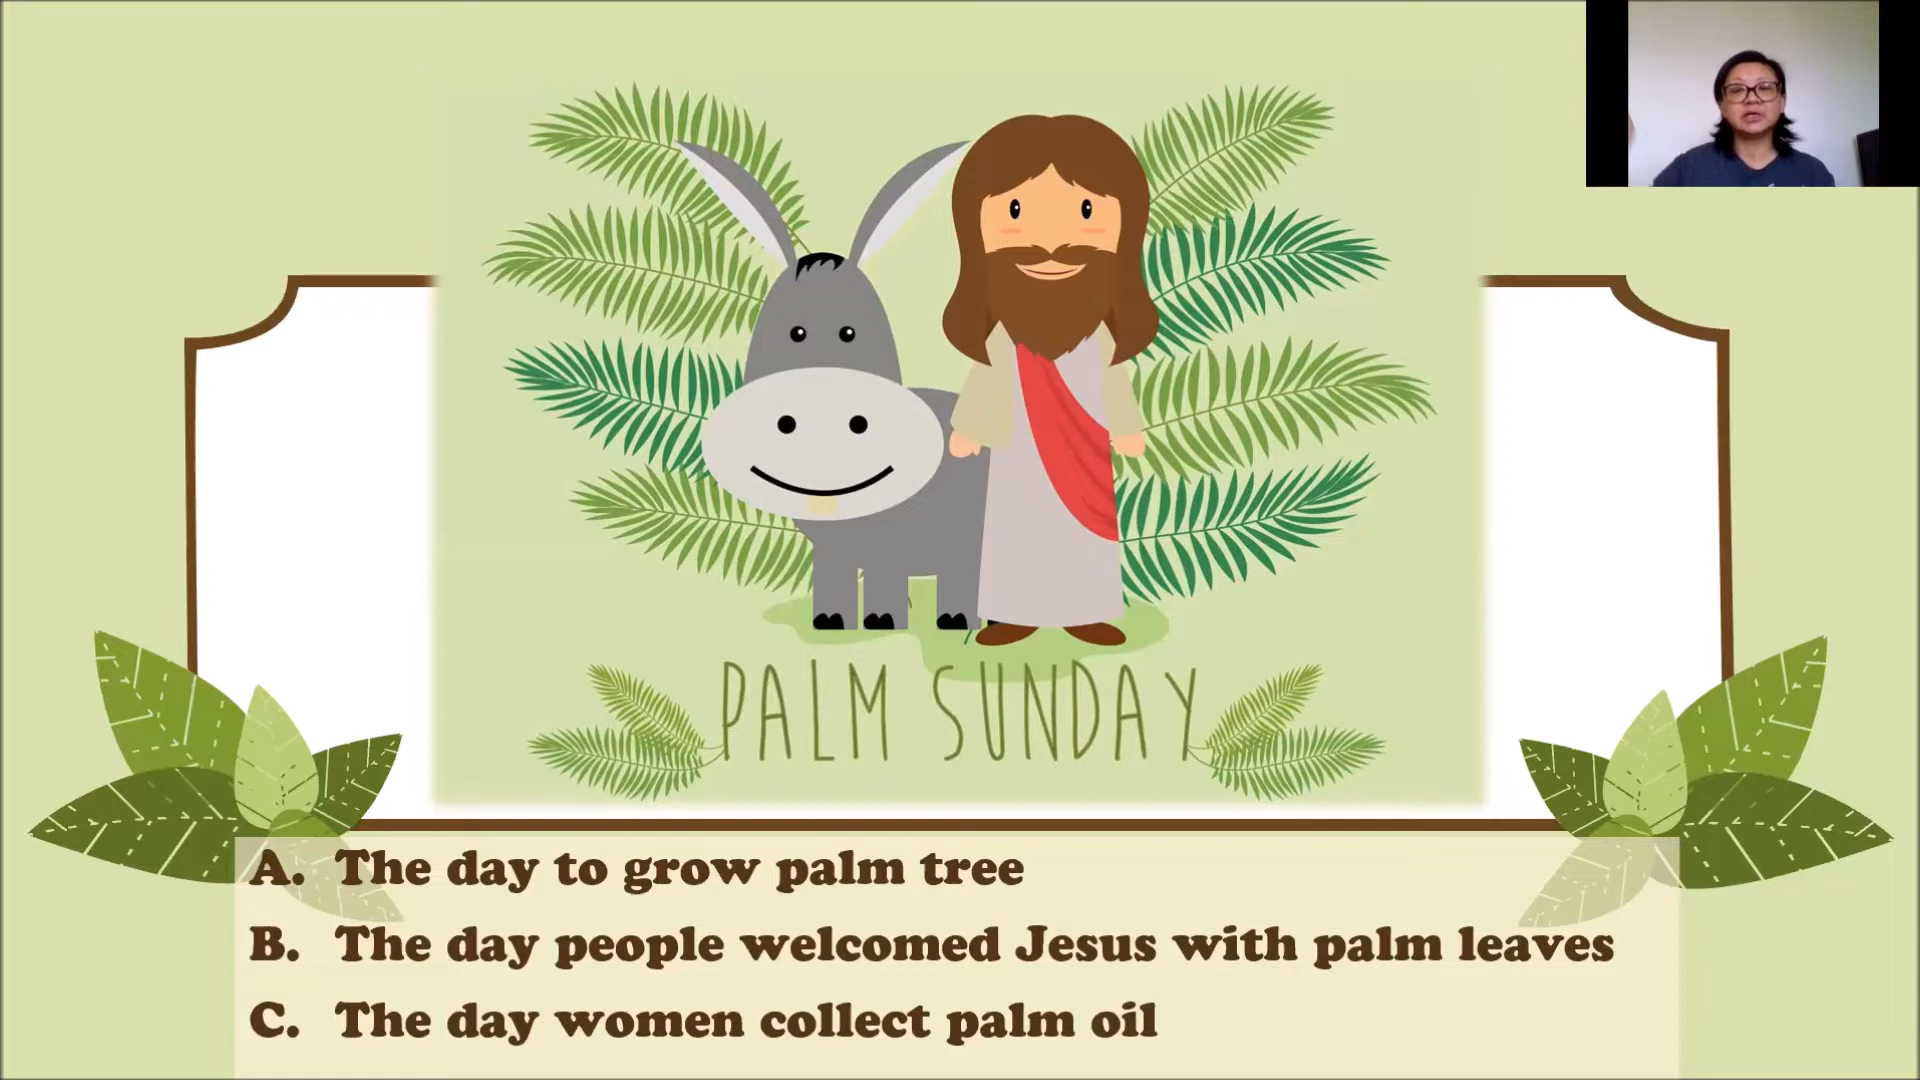 PALM SUNDAY
A. The day to grow palm tree
B. The day people welcomed Jesus with palm leaves
C. The day women collect palm oil